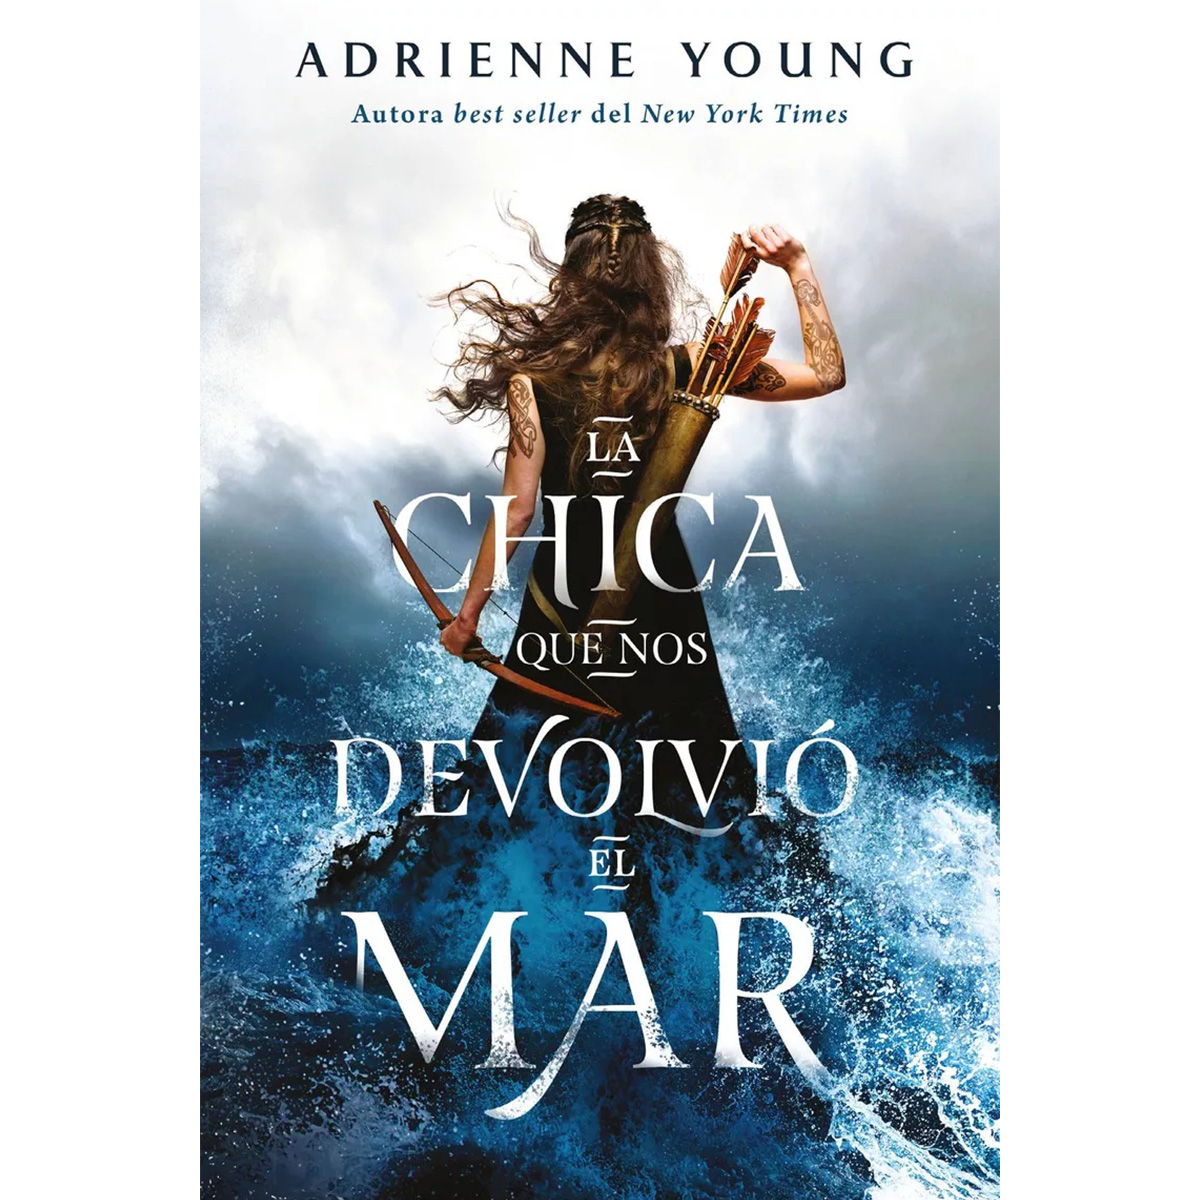 ADRIENNE YOUNG
Autora best seller del New York Times
LA
CHICA
QUE NOS
DEVOLVIÓ
EL
MAR